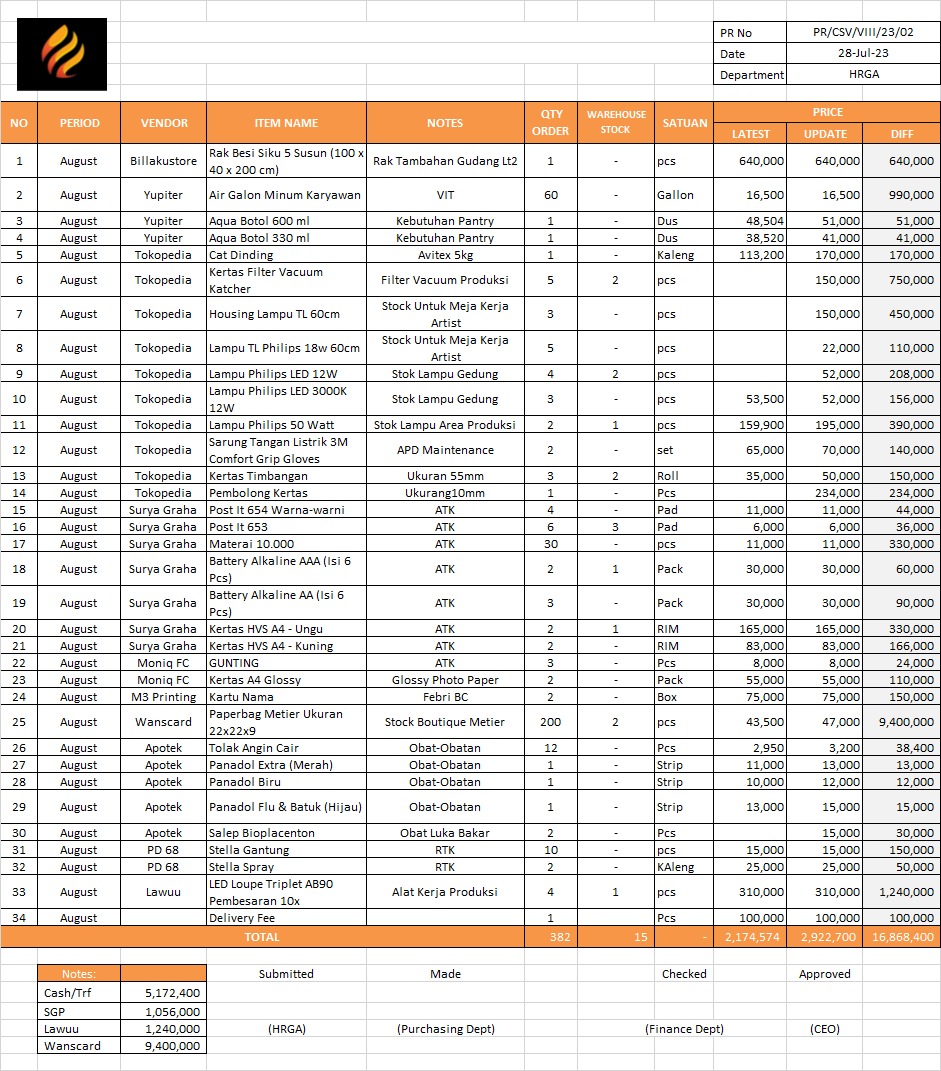 PR No PR/CSV/VIII/23/02
Date 28-Jul-23
Department HRGA
NO PERIOD VENDOR ITEM NAME NOTES QTY ORDER WAREHOUSE STOCK SATUAN PRICE
LATEST UPDATE DIFF
1 August Billakustore Rak Besi Siku 5 Susun (100 x 40 x 200 cm) Rak Tambahan Gudang Lt2 1 - pcs 640,000 640,000 640,000
2 August Yupiter Air Galon Minum Karyawan VIT 60 - Gallon 16,500 16,500 990,000
3 August Yupiter Aqua Botol 600 ml Kebutuhan Pantry 1 - Dus 48,504 51,000 51,000
4 August Yupiter Aqua Botol 330 ml Kebutuhan Pantry 1 - Dus 38,520 41,000 41,000
5 August Tokopedia Cat Dinding Avitex 5kg 1 - Kaleng 113,200 170,000 170,000
6 August Tokopedia Kertas Filter Vacuum Katcher Filter Vacuum Produksi 5 2 pcs 150,000 750,000
7 August Tokopedia Housing Lampu TL 60cm Stock Untuk Meja Kerja Artist 3 - pcs 150,000 450,000
8 August Tokopedia Lampu TL Philips 18w 60cm Stock Untuk Meja Kerja Artist 5 - pcs 22,000 110,000
9 August Tokopedia Lampu Philips LED 12W Stok Lampu Gedung 4 2 pcs 52,000 208,000
10 August Tokopedia Lampu Philips LED 3000K 12W Stok Lampu Gedung 3 - pcs 53,500 52,000 156,000
11 August Tokopedia Lampu Philips 50 Watt Stok Lampu Area Produksi 2 1 pcs 159,900 195,000 390,000
12 August Tokopedia Sarung Tangan Listrik 3M Comfort Grip Gloves APD Maintenance 2 - set 65,000 70,000 140,000
13 August Tokopedia Kertas Timbangan Ukuran 55mm 3 2 Roll 35,000 50,000 150,000
14 August Tokopedia Pembolong Kertas Ukurang10mm 1 - Pcs 234,000 234,000
15 August Surya Graha Post It 654 Warna-warni ATK 4 - Pad 11,000 11,000 44,000
16 August Surya Graha Post It 653 ATK 6 3 Pad 6,000 6,000 36,000
17 August Surya Graha Materai 10.000 ATK 30 - pcs 11,000 11,000 330,000
18 August Surya Graha Battery Alkaline AAA (Isi 6 Pcs) ATK 2 1 Pack 30,000 30,000 60,000
19 August Surya Graha Battery Alkaline AA (Isi 6 Pcs) ATK 3 - Pack 30,000 30,000 90,000
20 August Surya Graha Kertas HVS A4 - Ungu ATK 2 1 RIM 165,000 165,000 330,000
21 August Surya Graha Kertas HVS A4 - Kuning ATK 2 - RIM 83,000 83,000 166,000
22 August Moniq FC GUNTING ATK 3 - Pcs 8,000 8,000 24,000
23 August Moniq FC Kertas A4 Glossy Glossy Photo Paper 2 - Pack 55,000 55,000 110,000
24 August M3 Printing Kartu Nama Febri BC 2 - Box 75,000 75,000 150,000
25 August Wanscard Paperbag Metier Ukuran 22x22x9 Stock Boutique Metier 200 2 pcs 43,500 47,000 9,400,000
26 August Apotek Tolak Angin Cair Obat-Obatan 12 - Pcs 2,950 3,200 38,400
27 August Apotek Panadol Extra (Merah) Obat-Obatan 1 - Strip 11,000 13,000 13,000
28 August Apotek Panadol Biru Obat-Obatan 1 - Strip 10,000 12,000 12,000
29 August Apotek Panadol Flu & Batuk (Hijau) Obat-Obatan 1 - Strip 13,000 15,000 15,000
30 August Apotek Salep Bioplacenton Obat Luka Bakar 2 - Pcs 15,000 30,000
31 August PD 68 Stella Gantung RTK 10 - pcs 15,000 15,000 150,000
32 August PD 68 Stella Spray RTK 2 - KAleng 25,000 25,000 50,000
33 August Lawuu LED Loupe Triplet AB90 Pembesaran 10x Alat Kerja Produksi 4 1 pcs 310,000 310,000 1,240,000
34 August Delivery Fee 1 Pcs 100,000 100,000 100,000
TOTAL 382 15 - 2,174,574 2,922,700 16,868,400
Notes: Submitted Made Checked Approved
Cash/Trf 5,172,400
SGP 1,056,000
Lawuu 1,240,000 (HRGA) (Purchasing Dept) (Finance Dept) (CEO)
Wanscard 9,400,000